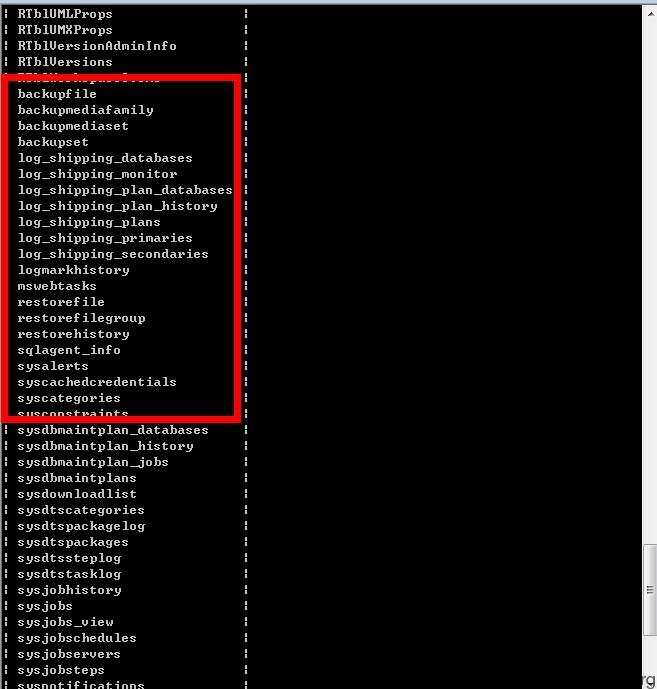 ¦ RTblUMLProps ¦
¦ RTblUMXProps ¦
¦ RTblVersionAdminInfo ¦
¦ RTblVersions ¦
backupfile ¦
backupmediafamily ¦
backupmediaset ¦
backupset ¦
log_shipping_databases ¦
log_shipping_monitor ¦
log_shipping_plan_databases ¦
log_shipping_plan_history ¦
log_shipping_plans ¦
log_shipping_primaries ¦
log_shipping_secondaries ¦
logmarkhistory ¦
mswebtasks ¦
restorefile ¦
restorefilegroup ¦
restorehistory ¦
sqlagent_info ¦
sysalerts ¦
syscachedcredentials ¦
syscategories ¦
sysconstraints ¦
¦ sysdbmaintplan_databases ¦
¦ sysdbmaintplan_history ¦
¦ sysdbmaintplan_jobs ¦
¦ sysdbmaintplans ¦
¦ sysdownloadlist ¦
¦ sysdtscategories ¦
¦ sysdtspackagelog ¦
¦ sysdtspackages ¦
¦ sysdtssteplog ¦
¦ sysdtstasklog ¦
¦ sysjobhistory ¦
¦ sysjobs ¦
¦ sysjobs_view ¦
¦ sysjobschedules ¦
¦ sysjobservers ¦
¦ sysjobsteps ¦
¦ sysnotifications ¦
rg